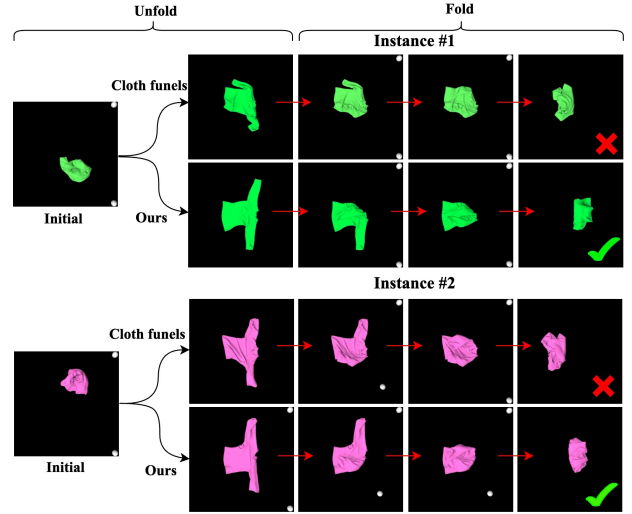 Unfold
Fold
Instance #1
Cloth funels
Initial
Ours
Instance #2
Cloth funels
Initial
Ours